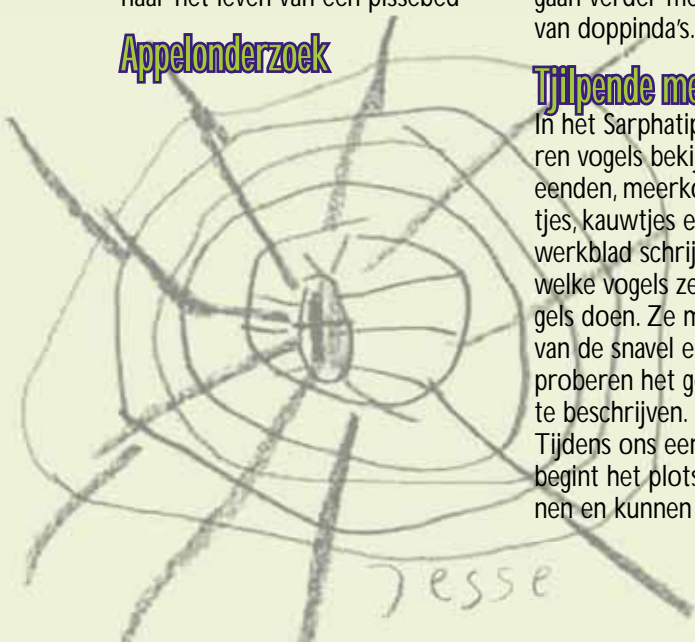 naar het leven van een pissebed
Appelonderzoek
gaan verder me
van doppinda's.
Tjilpende me
In het Sarphatip
ren vogels bekij
eenden, meerko
tjes, kauwtjes e
werkblad schrij
welke vogels ze
gels doen. Ze m
van de snavel e
proberen het g
te beschrijven.
Tijdens ons eer
begint het plots
nen en kunnen
Jesse